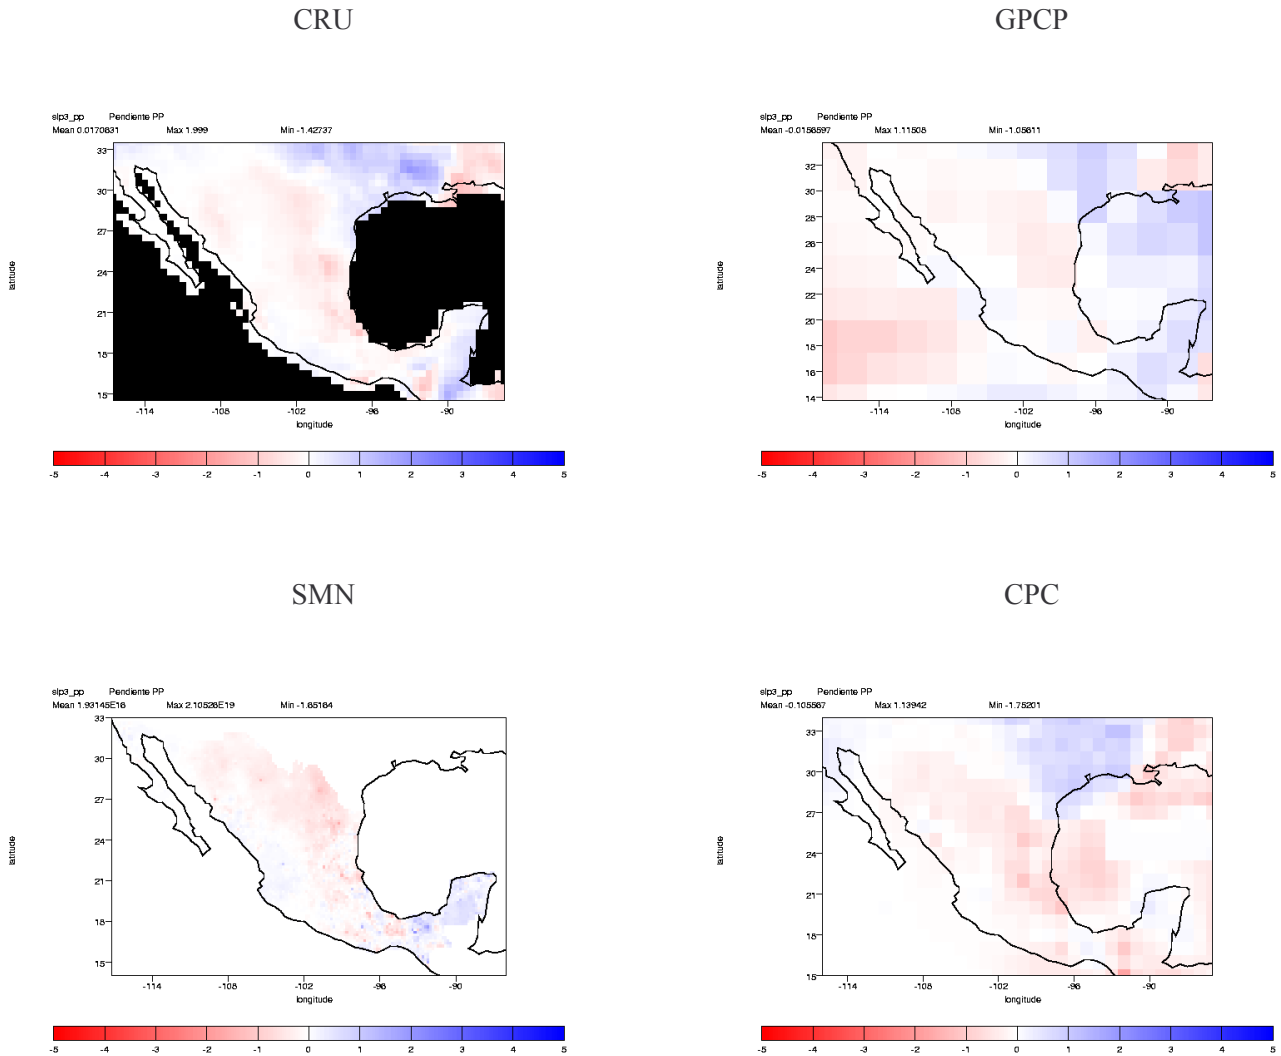 CRU
GPCP
slp3_pp Pendiente PP
Mean 0.0170831 Max 1.999 Min -1.42737
33
30
27
24
21
18
15
latitude
-114 -108 -102 -96 -90
longitude
-5 -4 -3 -2 -1 0 1 2 3 4 5
slp3_pp Pendiente PP
Mean -0.0156597 Max 1.11508 Min -1.05811
32
30
28
26
24
22
20
18
16
14
latitude
-114 -108 -102 -96 -90
longitude
-5 -4 -3 -2 -1 0 1 2 3 4 5
SMN
CPC
slp3_pp Pendiente PP
Mean 1.93145E16 Max 2.10526E19 Min -1.65164
33
30
27
24
21
18
15
latitude
-114 -108 -102 -96 -90
longitude
-5 -4 -3 -2 -1 0 1 2 3 4 5
slp3_pp Pendiente PP
Mean -0.105567 Max 1.13942 Min -1.75201
33
30
27
24
21
18
15
latitude
-114 -108 -102 -96 -90
longitude
-5 -4 -3 -2 -1 0 1 2 3 4 5